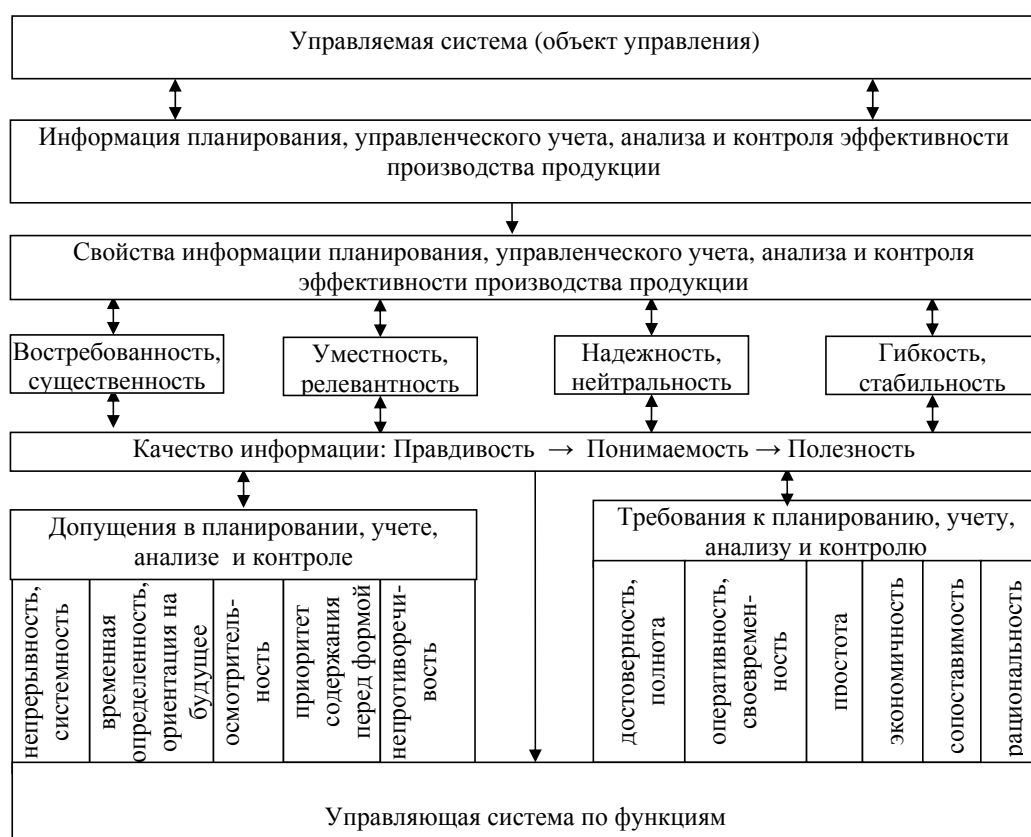 Управляемая система (объект управления)
Информация планирования, управленческого учета, анализа и контроля эффективности
производства продукции
Свойства информации планирования, управленческого учета, анализа и контроля
эффективности производства продукции
Востребованность,
существенность
Уместность,
релевантность
Надежность,
нейтральность
Гибкость,
стабильность
Качество информации: Правдивость → Понимаемость → Полезность
Допущения в планировании, учете,
анализе и контроле
Требования к планированию, учету,
анализу и контролю
непрерывность,
системность
временная
определенность,
ориентация на
будущее
осмотритель-
ность
приоритет
содержания
перед формой
непротиворечи-
вость
достоверность,
полнота
оперативность,
своевремен-
ность
простота
экономичность
сопоставимость
рациональность
Управляющая система по функциям